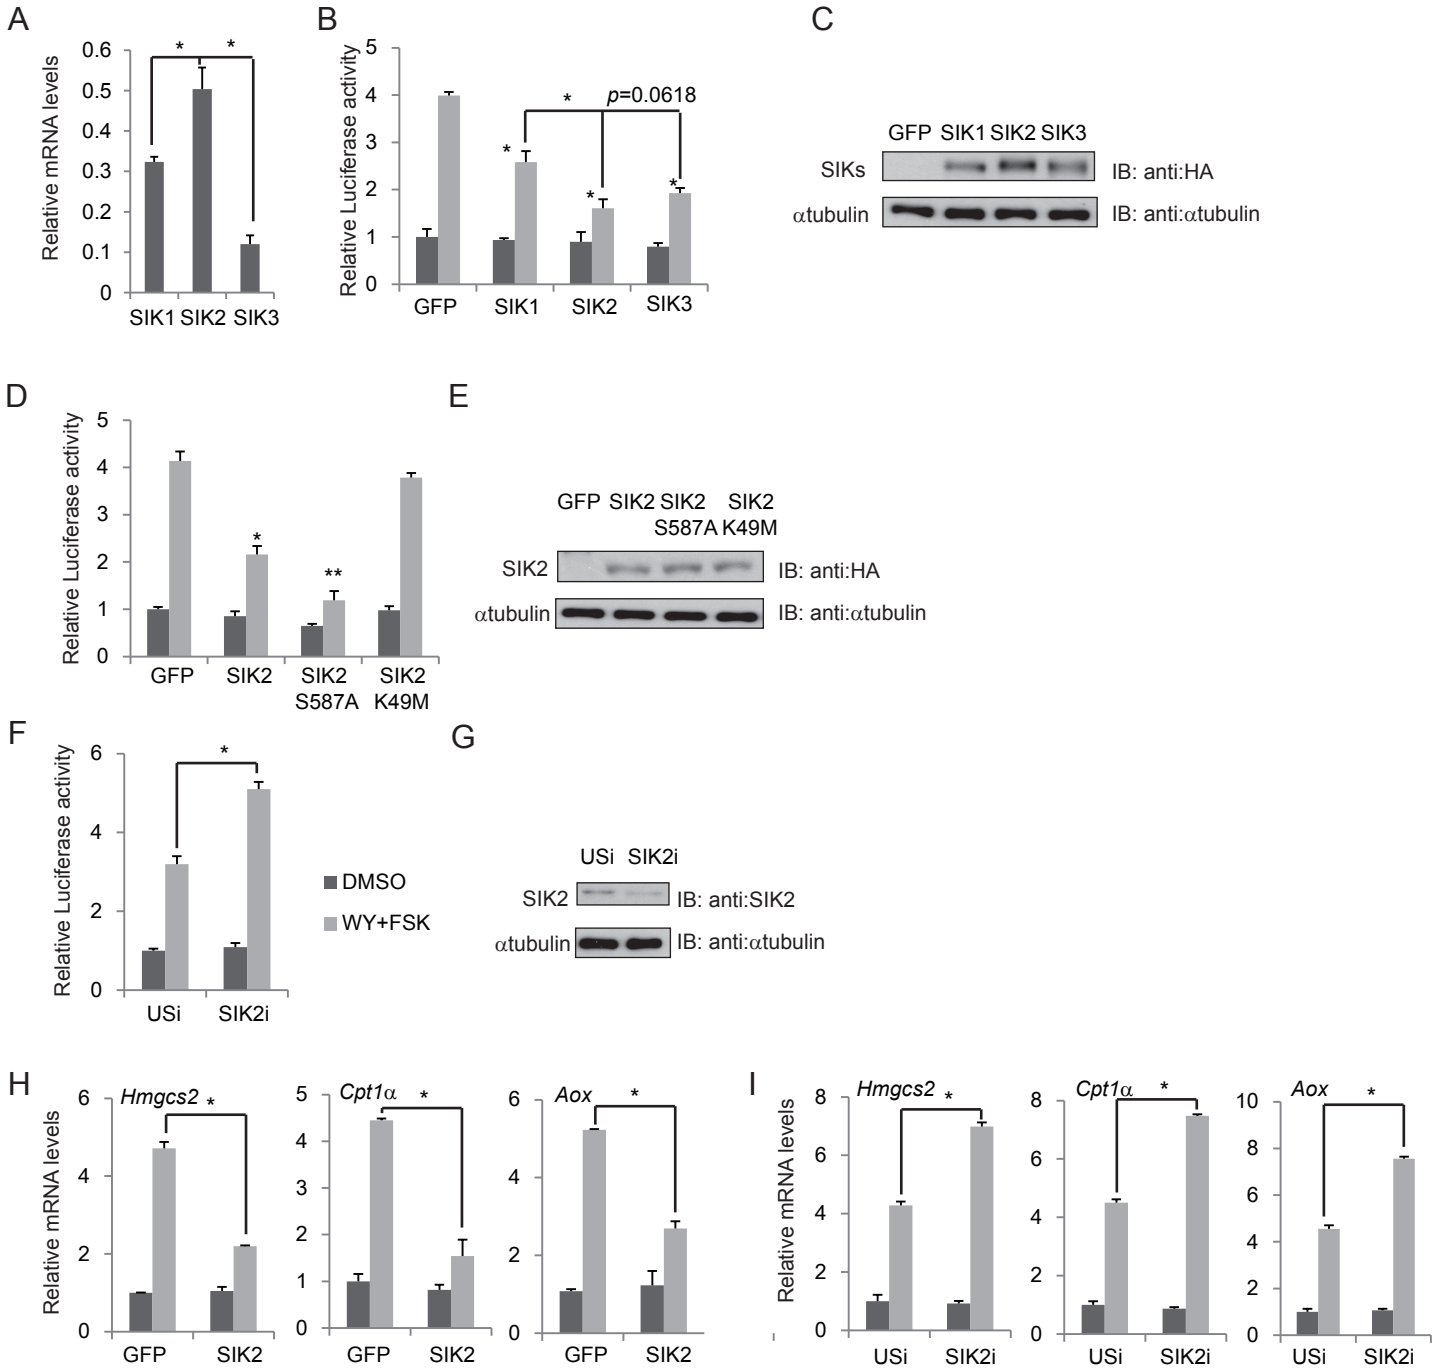 A
Relative mRNA levels
0.6
0.5
0.4
0.3
0.2
0.1
0
* *
SIK1 SIK2 SIK3
B
Relative Luciferase activity
5
4
3
2
1
0
* p=0.0618
* * *
GFP SIK1 SIK2 SIK3
C
GFP SIK1 SIK2 SIK3
SIKs IB: anti:HA
αtubulin IB: anti:αtubulin
D
Relative Luciferase activity
5
4
3
2
1
0
* **
GFP SIK2 SIK2 SIK2
S587A K49M
E
GFP SIK2 SIK2 SIK2
S587A K49M
SIK2 IB: anti:HA
αtubulin IB: anti:αtubulin
F
Relative Luciferase activity
6
4
2
0
*
USi SIK2i
DMSO
WY+FSK
G
USi SIK2i
SIK2 IB: anti:SIK2
αtubulin IB: anti:αtubulin
H
Relative mRNA levels
Hmgcs2
*
6
4
2
0
GFP SIK2
Cpt1α
*
5
4
3
2
1
0
GFP SIK2
Aox
*
6
4
2
0
GFP SIK2
I
Relative mRNA levels
Hmgcs2
*
8
6
4
2
0
USi SIK2i
Cpt1α
*
8
6
4
2
0
USi SIK2i
Aox
*
10
8
6
4
2
0
USi SIK2i